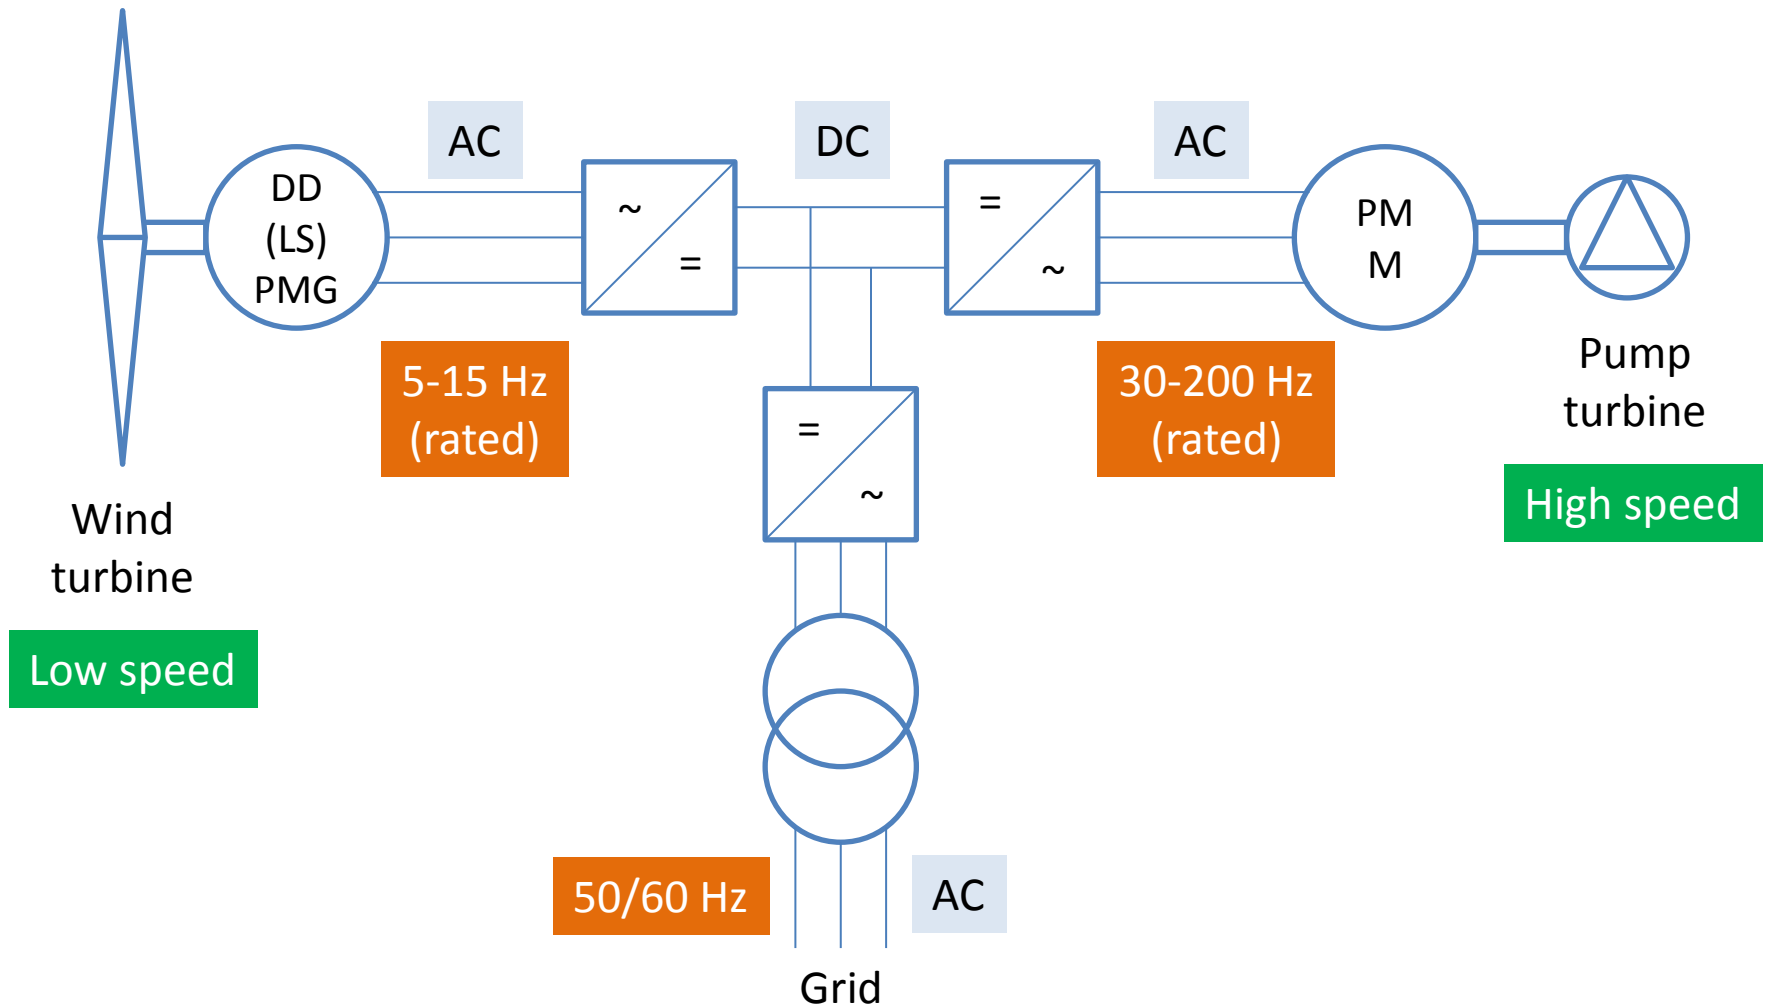 AC
DC
AC
DD
(LS)
PMG
~
=
=
~
PM
M
5-15 Hz
(rated)
30-200 Hz
(rated)
Pump
turbine
High speed
=
~
Wind
turbine
Low speed
50/60 Hz
AC
Grid